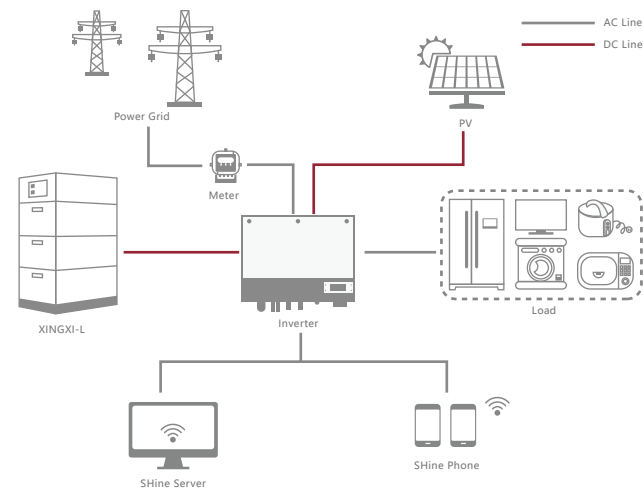 AC Line
DC Line
Power Grid
PV
Meter
XINGXI-L
Inverter
Load
SHine Server
SHine Phone